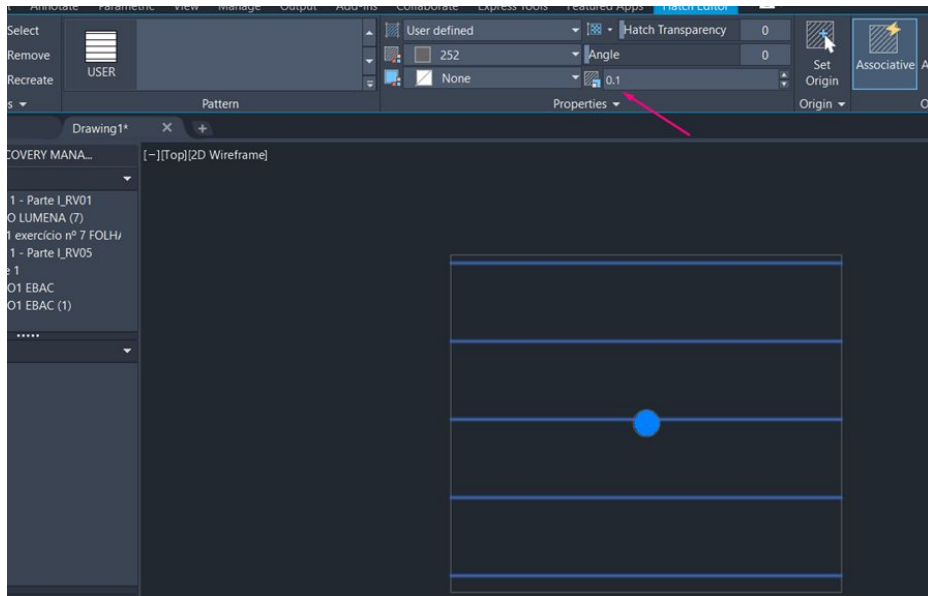 Annotate Parametric View Manage Output Add-ins Collaborate Express Tools Featured Apps Hatch Editor
Select
Remove
Recreate
USER
Pattern
User defined
252
None
Hatch Transparency 0
Angle 0
0.1
Properties
Set
Origin
Origin
Associative
Drawing1*
COVERY MANA...
1 - Parte I_RV01
O LUMENA (7)
1 exercício nº 7 FOLH
1 - Parte I_RV05
e 1
O1 EBAC
O1 EBAC (1)
[−][Top][2D Wireframe]